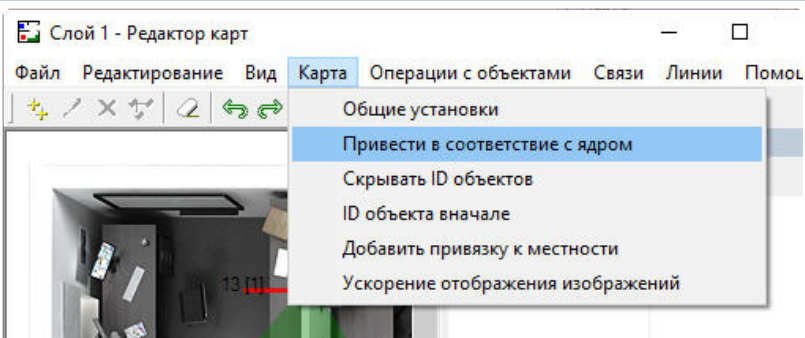 Слой 1 - Редактор карт
Файл Редактирование Вид Карта Операции с объектами Связи Линии
Общие установки
Привести в соответствие с ядром
Скрывать ID объектов
ID объекта вначале
Добавить привязку к местности
Ускорение отображения изображений
13 [1]